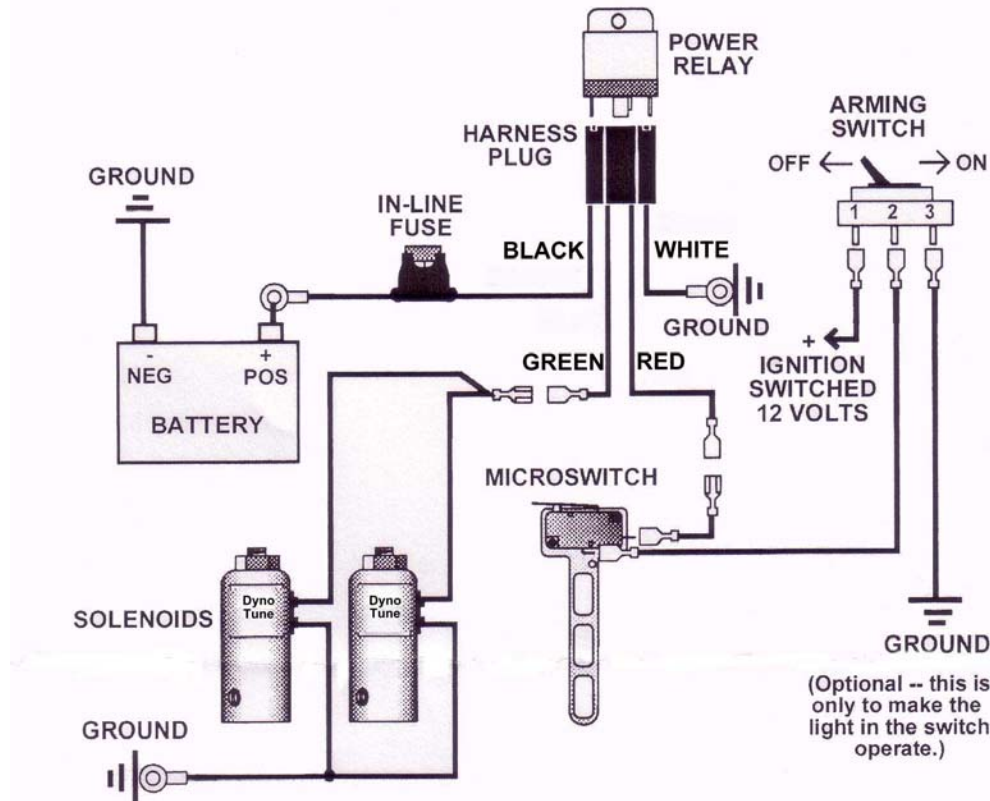 POWER
RELAY
ARMING
SWITCH
HARNESS
PLUG
OFF
ON
GROUND
IN-LINE
FUSE
1 2 3
BLACK
WHITE
GROUND
- +
NEG POS
BATTERY
GREEN
RED
+
IGNITION
SWITCHED
12 VOLTS
MICROSWITCH
SOLENOIDS
Dyno
Tune
Dyno
Tune
GROUND
(Optional -- this is
only to make the
light in the switch
operate.)
GROUND